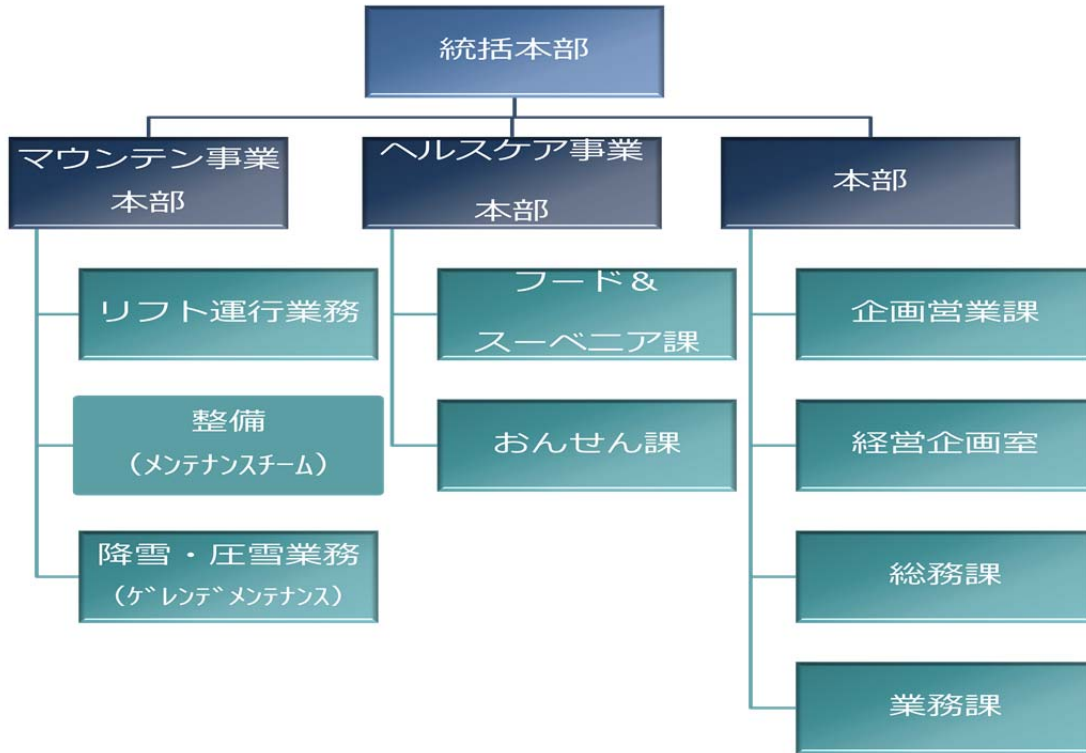 統括本部
マウンテン事業
本部
ヘルスケア事業
本部
本部
リフト運行業務
整備
（メンテナンスチーム）
降雪・圧雪業務
（ゲレンデメンテナンス）
フード＆
スーベニア課
おんせん課
企画営業課
経営企画室
総務課
業務課